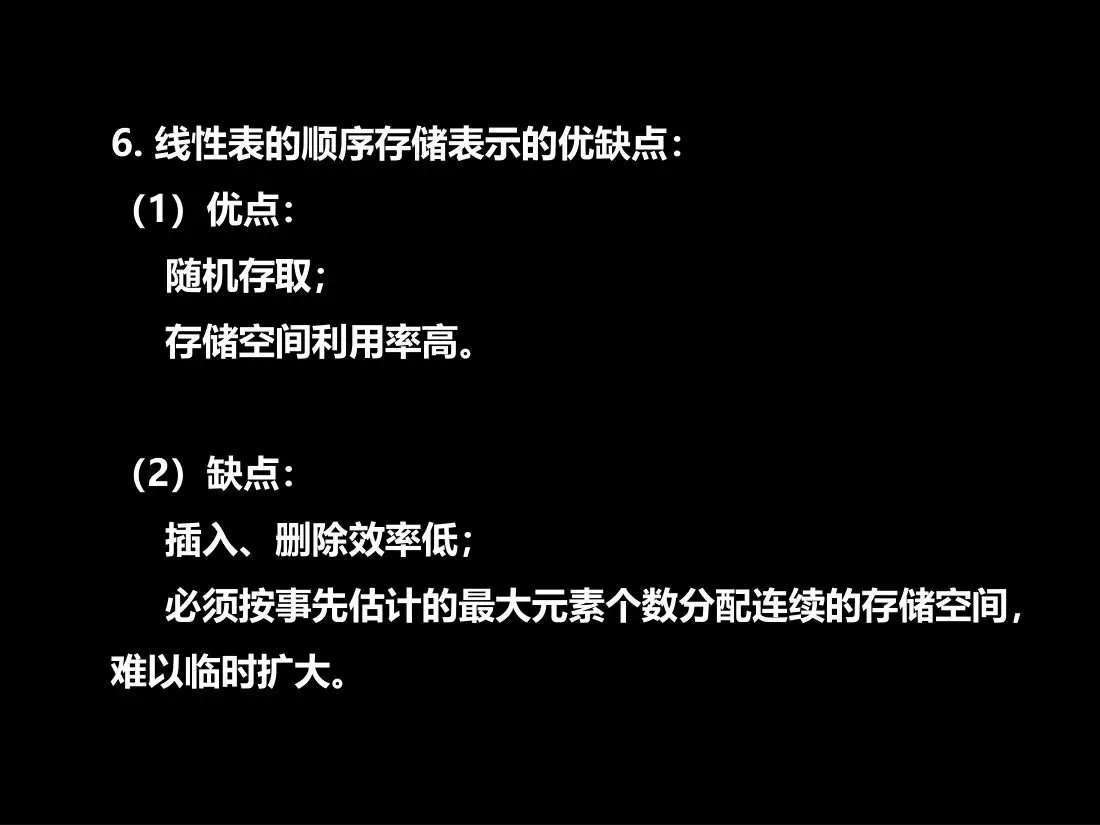 6. 线性表的顺序存储表示的优缺点：
（1）优点：
随机存取；
存储空间利用率高。
（2）缺点：
插入、删除效率低；
必须按事先估计的最大元素个数分配连续的存储空间，
难以临时扩大。